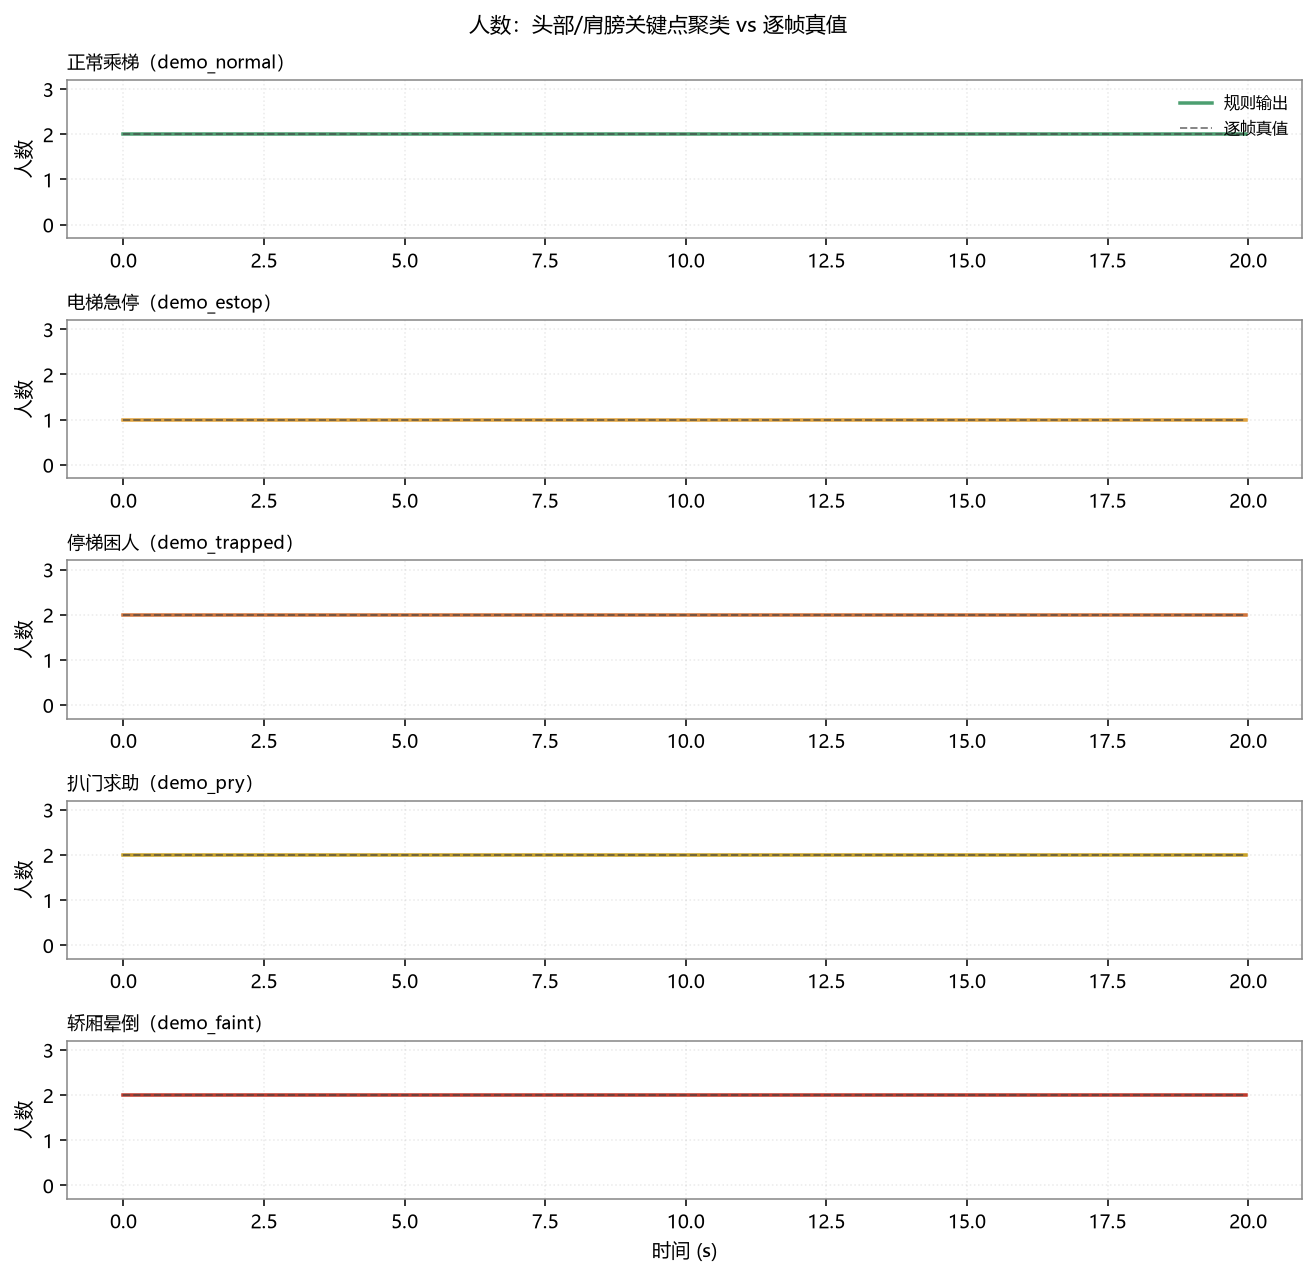 人数：头部/肩膀关键点聚类 vs 逐帧真值
正常乘梯（demo_normal）
3
2
1
0
人数
规则输出
逐帧真值
0.0 2.5 5.0 7.5 10.0 12.5 15.0 17.5 20.0
电梯急停（demo_estop）
3
2
1
0
人数
0.0 2.5 5.0 7.5 10.0 12.5 15.0 17.5 20.0
停梯困人（demo_trapped）
3
2
1
0
人数
0.0 2.5 5.0 7.5 10.0 12.5 15.0 17.5 20.0
扒门求助（demo_pry）
3
2
1
0
人数
0.0 2.5 5.0 7.5 10.0 12.5 15.0 17.5 20.0
轿厢晕倒（demo_faint）
3
2
1
0
人数
0.0 2.5 5.0 7.5 10.0 12.5 15.0 17.5 20.0
时间 (s)